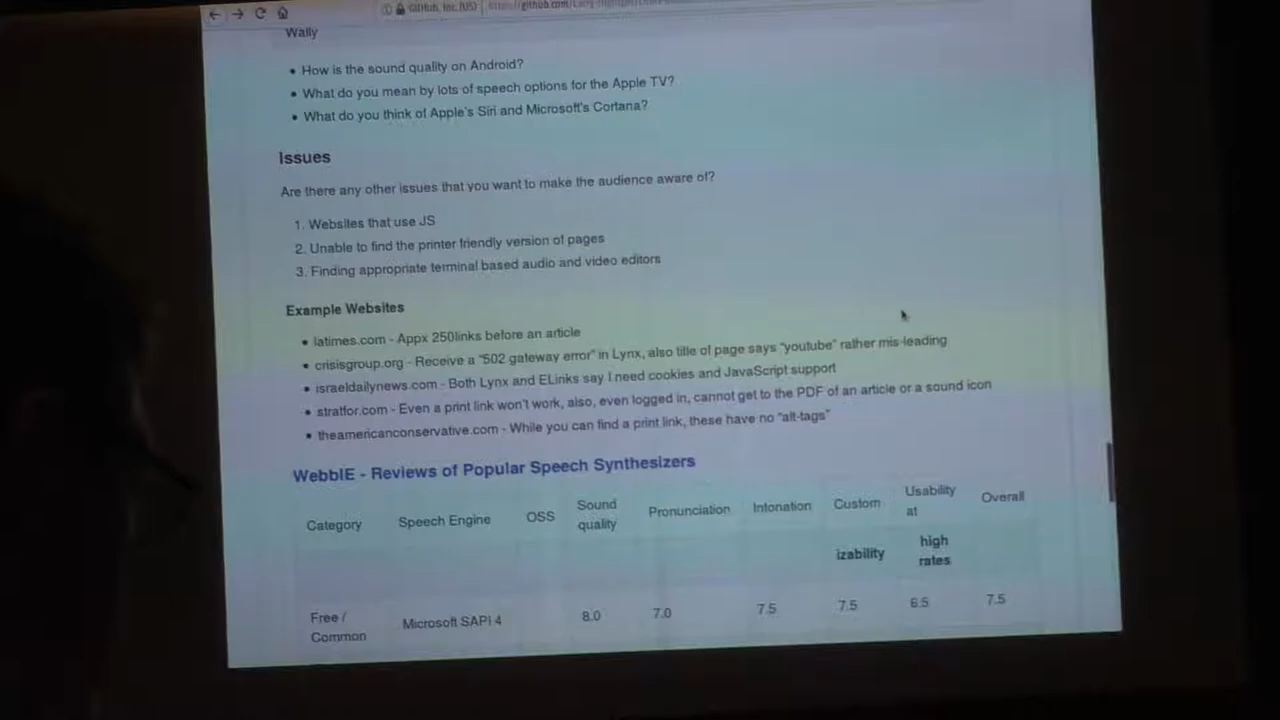 GitHub, Inc. (US)
github.com
Wally
• How is the sound quality on Android?
• What do you mean by lots of speech options for the Apple TV?
• What do you think of Apple's Siri and Microsoft's Cortana?
Issues
Are there any other issues that you want to make the audience aware of?
1. Websites that use JS
2. Unable to find the printer friendly version of pages
3. Finding appropriate terminal based audio and video editors
Example Websites
• latimes.com - Appx 250links before an article
• crisisgroup.org - Receive a "502 gateway error" in Lynx, also title of page says "youtube" rather mis-leading
• israeldailynews.com - Both Lynx and ELinks say I need cookies and JavaScript support
• stratfor.com - Even a print link won't work, also, even logged in, cannot get to the PDF of an article or a sound icon
• theamericanconservative.com - While you can find a print link, these have no "alt-tags"
WebbIE - Reviews of Popular Speech Synthesizers
Category Speech Engine OSS Sound quality Pronunciation Intonation Custom Usability at Overall
izability high rates
Free / Common Microsoft SAPI 4 8.0 7.0 7.5 7.5 6.5 7.5